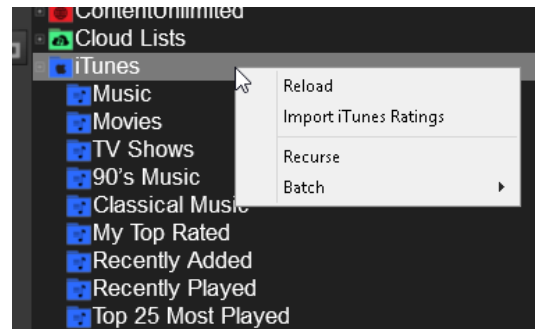 ContentUnlimited
Cloud Lists
iTunes
Music
Movies
TV Shows
90's Music
Classical Music
My Top Rated
Recently Added
Recently Played
Top 25 Most Played
Reload
Import iTunes Ratings
Recurse
Batch